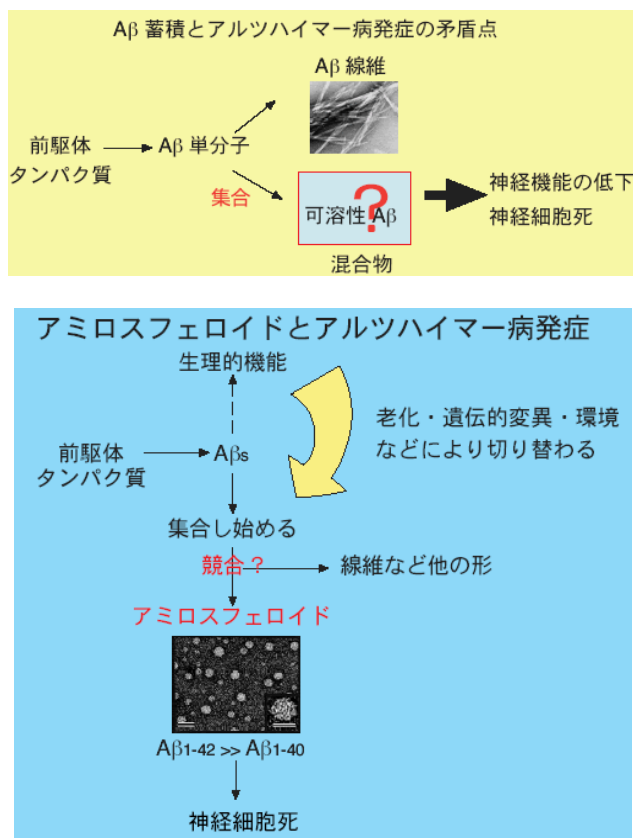 Aβ 蓄積とアルツハイマー病発症の矛盾点
Aβ 線維
前駆体
タンパク質
Aβ 単分子
集合
?
可溶性 Aβ
混合物
神経機能の低下
神経細胞死
アミロスフェロイドとアルツハイマー病発症
生理的機能
老化・遺伝的変異・環境
などにより切り替わる
前駆体
タンパク質
Aβs
集合し始める
競合 ?
線維など他の形
アミロスフェロイド
Aβ1-42 >> Aβ1-40
神経細胞死